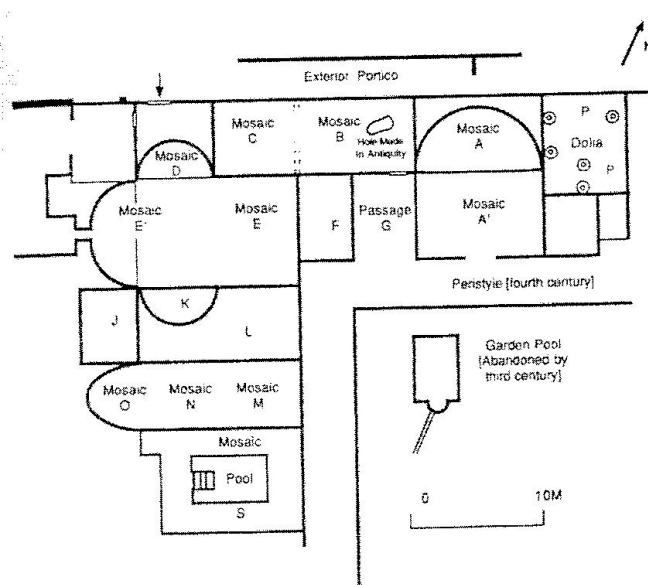 N
Exterior Portico
Mosaic
C
Mosaic
B
Hole Made
In Antiquity
Mosaic
A
P
Dolia
P
Mosaic
D
Mosaic
E'
Mosaic
E
F
Passage
G
Mosaic
A'
Peristyle [fourth century]
K
J
L
Garden Pool
[Abandoned by
third century]
Mosaic
O
Mosaic
N
Mosaic
M
Mosaic
Pool
S
0
10M